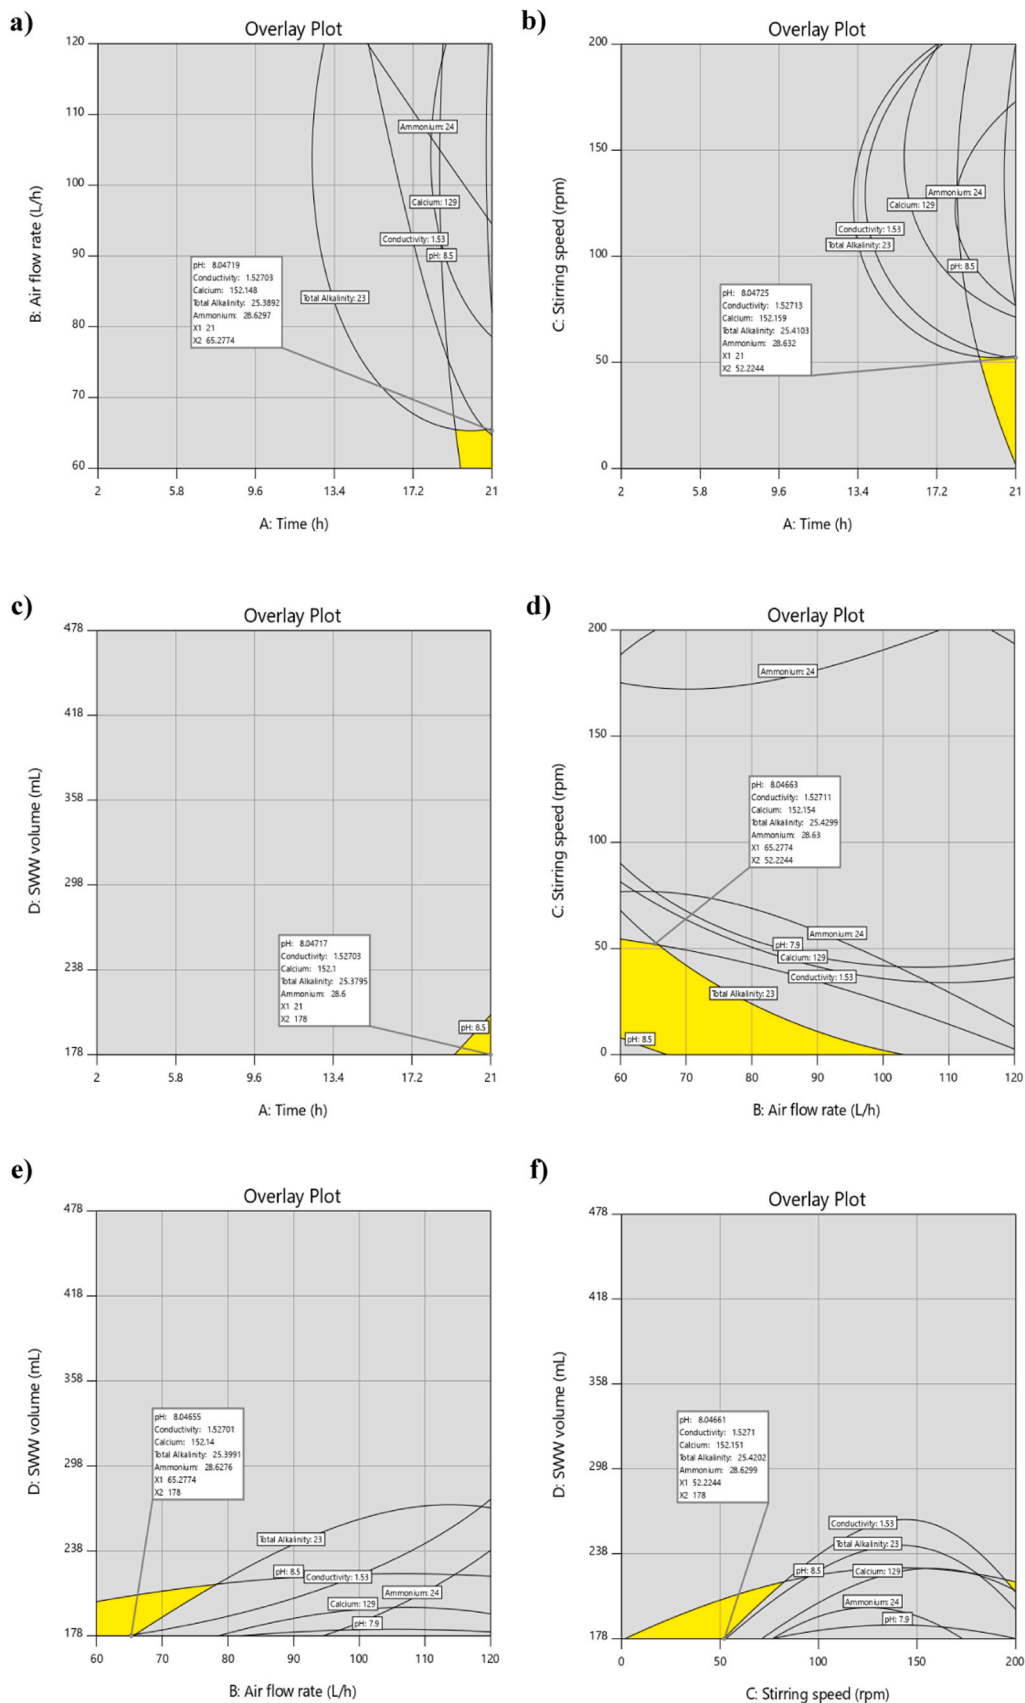 a)
Overlay Plot
120
110
100
90
80
70
60
B: Air flow rate (L/h)
Ammonium: 24
Calcium: 129
Conductivity: 1.53
pH: 8.5
Total Alkalinity: 23
pH: 8.04719
Conductivity: 1.52703
Calcium: 152.148
Total Alkalinity: 25.3892
Ammonium: 28.6297
X1 21
X2 65.2774
2 5.8 9.6 13.4 17.2 21
A: Time (h)
b)
Overlay Plot
200
150
100
50
0
C: Stirring speed (rpm)
Ammonium: 24
Calcium: 129
Conductivity: 1.53
Total Alkalinity: 23
pH: 8.5
pH: 8.04725
Conductivity: 1.52713
Calcium: 152.159
Total Alkalinity: 25.4103
Ammonium: 28.632
X1 21
X2 52.2244
2 5.8 9.6 13.4 17.2 21
A: Time (h)
c)
Overlay Plot
478
418
358
298
238
178
D: SWW volume (mL)
pH: 8.04717
Conductivity: 1.52703
Calcium: 152.1
Total Alkalinity: 25.3795
Ammonium: 28.6
X1 21
X2 178
pH: 8.5
2 5.8 9.6 13.4 17.2 21
A: Time (h)
d)
Overlay Plot
200
150
100
50
0
C: Stirring speed (rpm)
Ammonium: 24
pH: 8.04663
Conductivity: 1.52711
Calcium: 152.154
Total Alkalinity: 25.4299
Ammonium: 28.63
X1 65.2774
X2 52.2244
Ammonium: 24
pH: 7.9
Calcium: 129
Conductivity: 1.53
Total Alkalinity: 23
pH: 8.5
60 70 80 90 100 110 120
B: Air flow rate (L/h)
e)
Overlay Plot
478
418
358
298
238
178
D: SWW volume (mL)
pH: 8.04655
Conductivity: 1.52701
Calcium: 152.14
Total Alkalinity: 25.3991
Ammonium: 28.6276
X1 65.2774
X2 178
Total Alkalinity: 23
pH: 8.5
Conductivity: 1.53
Ammonium: 24
Calcium: 129
pH: 7.9
60 70 80 90 100 110 120
B: Air flow rate (L/h)
f)
Overlay Plot
478
418
358
298
238
178
D: SWW volume (mL)
pH: 8.04661
Conductivity: 1.5271
Calcium: 152.151
Total Alkalinity: 25.4202
Ammonium: 28.6299
X1 52.2244
X2 178
Conductivity: 1.53
Total Alkalinity: 23
pH: 8.5
Calcium: 129
Ammonium: 24
pH: 7.9
0 50 100 150 200
C: Stirring speed (rpm)